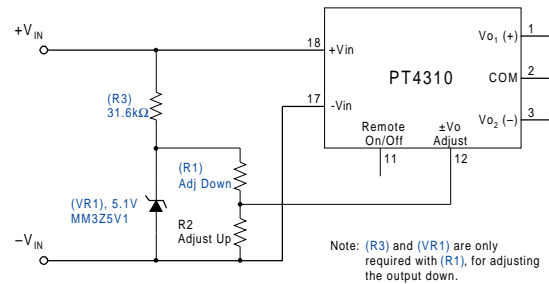 +V IN
18
+Vin
Vo1 (+)
1
PT4310
COM
2
(R3)
31.6kΩ
17
-Vin
Vo2 (–)
3
Remote
On/Off
±Vo
Adjust
11
12
(R1)
Adj Down
(VR1), 5.1V
MM3Z5V1
R2
Adjust Up
–V IN
Note: (R3) and (VR1) are only
required with (R1), for adjusting
the output down.